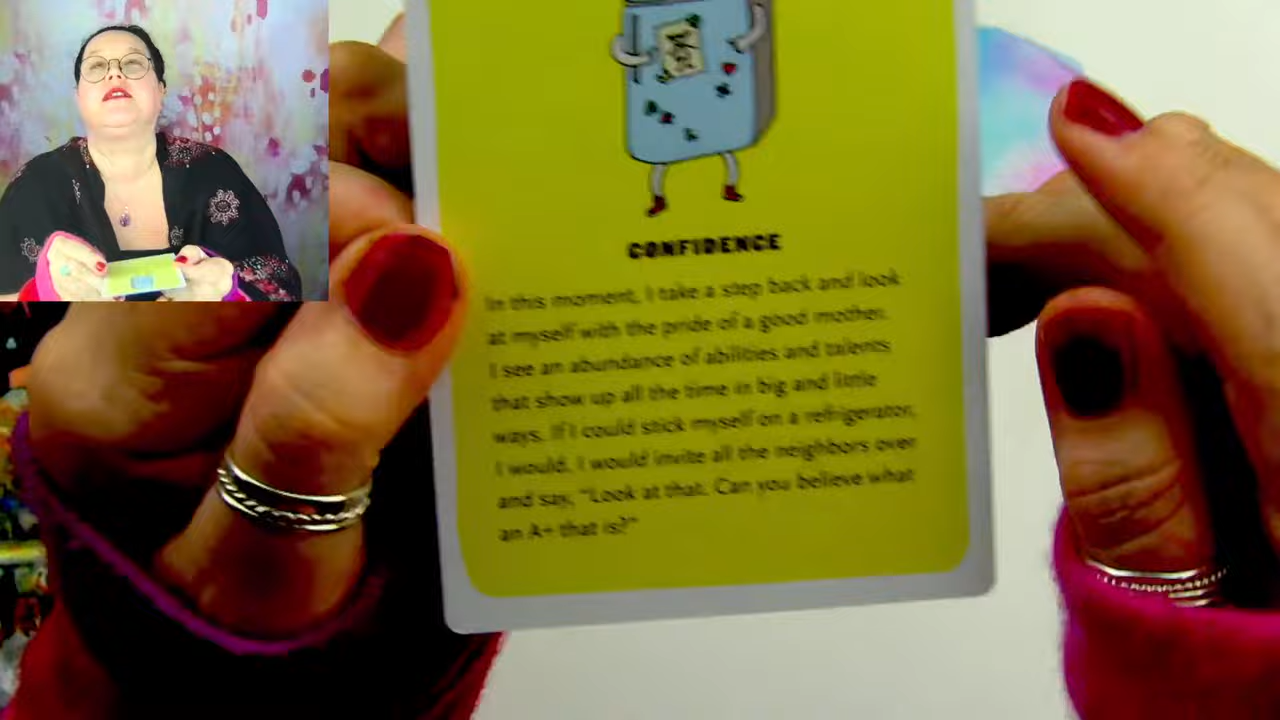 CONFIDENCE
In this moment, I take a step back and look
at myself with the pride of a good mother.
I see an abundance of abilities and talents
that show up all the time in big and little
ways. If I could stick myself on a refrigerator,
I would. I would invite all the neighbors over
and say, "Look at that. Can you believe what
an A+ that is?"